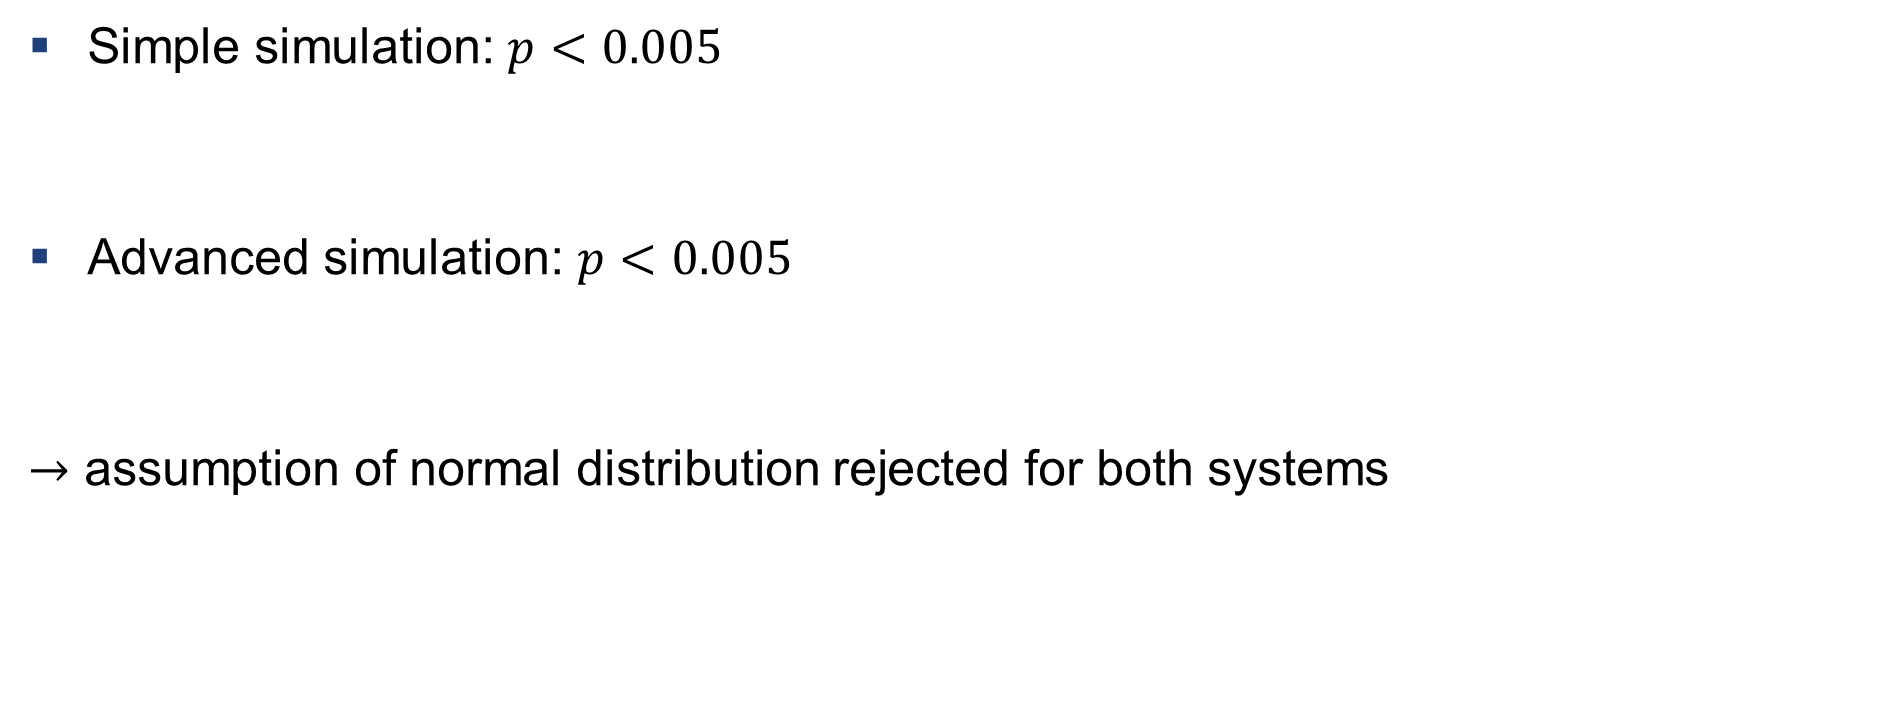 ▪ Simple simulation: p < 0.005
▪ Advanced simulation: p < 0.005
→ assumption of normal distribution rejected for both systems